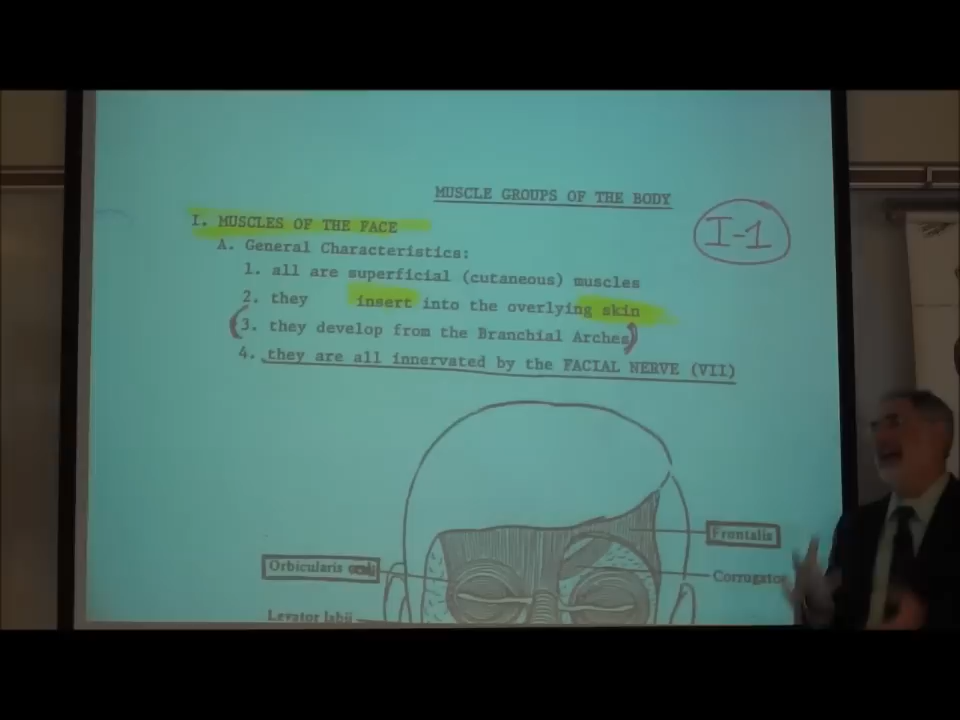 MUSCLE GROUPS OF THE BODY
I-1
I. MUSCLES OF THE FACE
A. General Characteristics:
1. all are superficial (cutaneous) muscles
2. they insert into the overlying skin
(3. they develop from the Branchial Arches)
4. they are all innervated by the FACIAL NERVE (VII)
Frontalis
Orbicularis
Corrugator
Levator labii